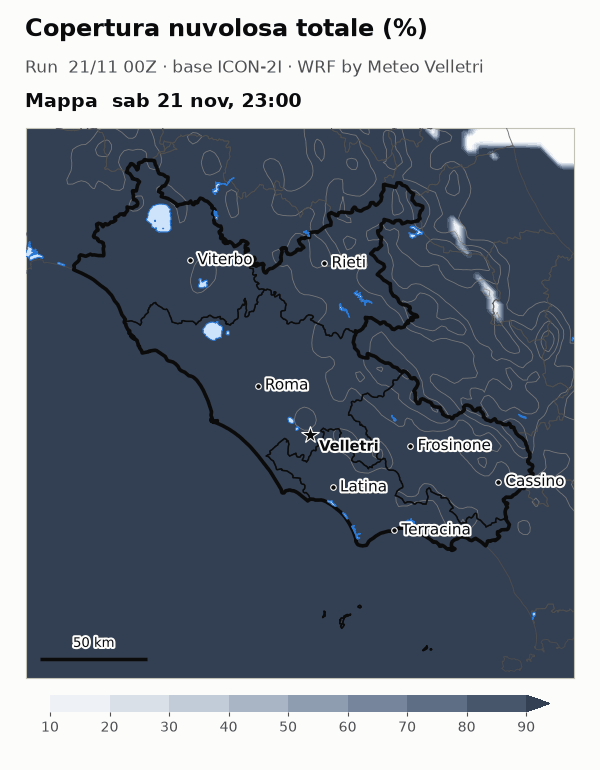 Copertura nuvolosa totale (%)
Run  21/11 00Z · base ICON-2I · WRF by Meteo Velletri
Mappa  sab 21 nov, 23:00
Viterbo
Rieti
Roma
Velletri
Frosinone
Cassino
Latina
Terracina
50 km
10 20 30 40 50 60 70 80 90